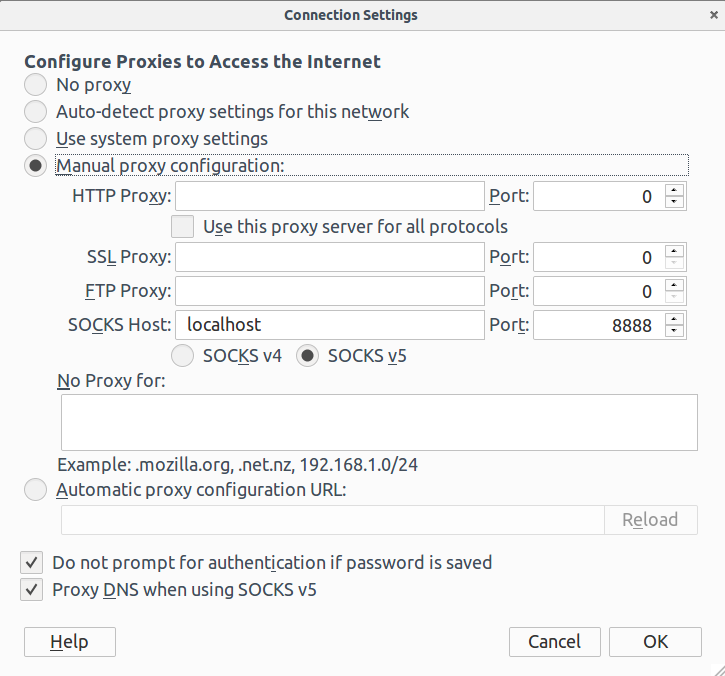 Connection Settings
Configure Proxies to Access the Internet
No proxy
Auto-detect proxy settings for this network
Use system proxy settings
Manual proxy configuration:
HTTP Proxy: Port: 0
Use this proxy server for all protocols
SSL Proxy: Port: 0
FTP Proxy: Port: 0
SOCKS Host: localhost Port: 8888
SOCKS v4 SOCKS v5
No Proxy for:
Example: .mozilla.org, .net.nz, 192.168.1.0/24
Automatic proxy configuration URL:
Reload
Do not prompt for authentication if password is saved
Proxy DNS when using SOCKS v5
Help Cancel OK